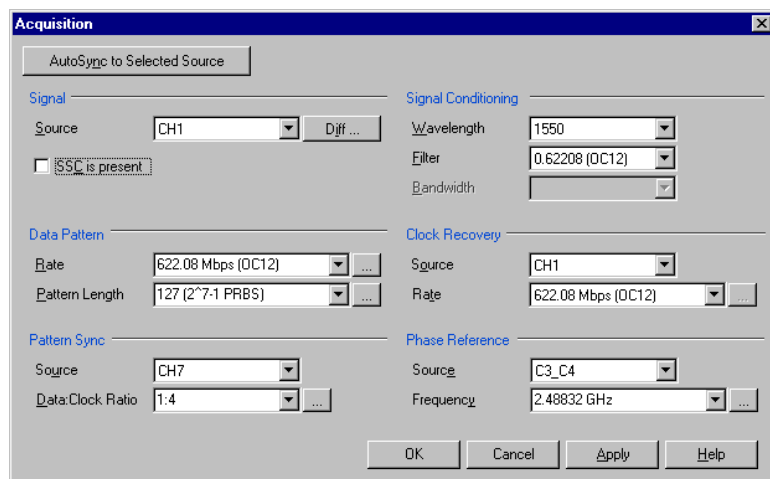 Acquisition
AutoSync to Selected Source
Signal
Source CH1 Diff ...
SSC is present
Signal Conditioning
Wavelength 1550
Filter 0.62208 (OC12)
Bandwidth
Data Pattern
Rate 622.08 Mbps (OC12) ...
Pattern Length 127 (2^7-1 PRBS) ...
Clock Recovery
Source CH1
Rate 622.08 Mbps (OC12) ...
Pattern Sync
Source CH7
Data:Clock Ratio 1:4 ...
Phase Reference
Source C3_C4
Frequency 2.48832 GHz ...
OK Cancel Apply Help